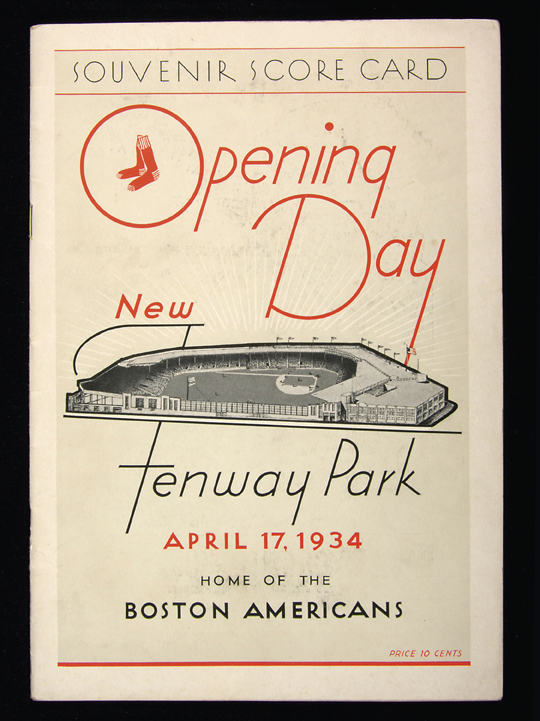 SOUVENIR SCORE CARD
Opening
Day
New
Fenway Park
APRIL 17, 1934
HOME OF THE
BOSTON AMERICANS
PRICE 10 CENTS